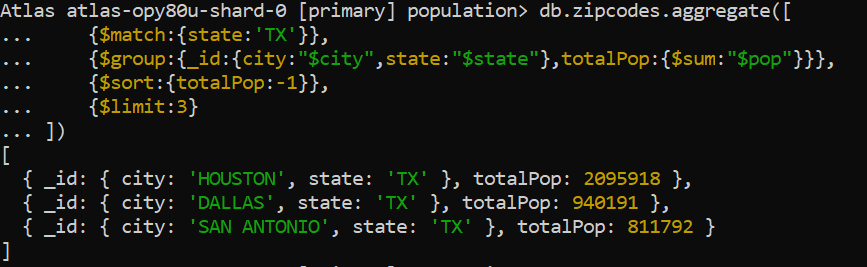 Atlas atlas-opy80u-shard-0 [primary] population> db.zipcodes.aggregate([
... {$match:{state:'TX'}},
... {$group:{_id:{city:"$city",state:"$state"},totalPop:{$sum:"$pop"}}},
... {$sort:{totalPop:-1}},
... {$limit:3}
... ])
[
{ _id: { city: 'HOUSTON', state: 'TX' }, totalPop: 2095918 },
{ _id: { city: 'DALLAS', state: 'TX' }, totalPop: 940191 },
{ _id: { city: 'SAN ANTONIO', state: 'TX' }, totalPop: 811792 }
]